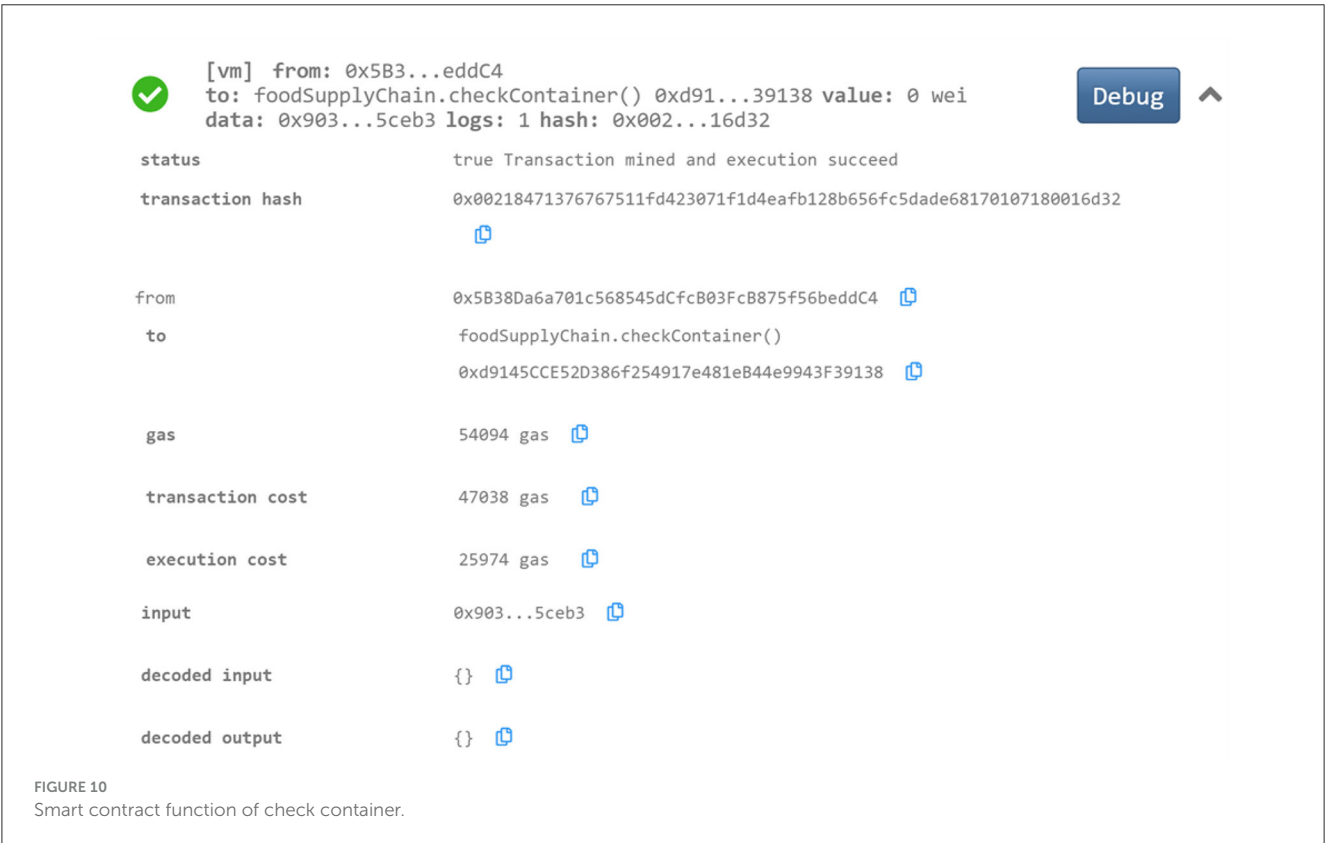 [vm] from: 0x5B3...eddC4
to: foodSupplyChain.checkContainer() 0xd91...39138 value: 0 wei
data: 0x903...5ceb3 logs: 1 hash: 0x002...16d32
Debug
status true Transaction mined and execution succeed
transaction hash 0x00218471376767511fd423071f1d4eafb128b656fc5dade68170107180016d32
from 0x5B38Da6a701c568545dCfcB03FcB875f56beddC4
to foodSupplyChain.checkContainer()
0xd9145CCE52D386f254917e481eB44e9943F39138
gas 54094 gas
transaction cost 47038 gas
execution cost 25974 gas
input 0x903...5ceb3
decoded input {}
decoded output {}
FIGURE 10
Smart contract function of check container.